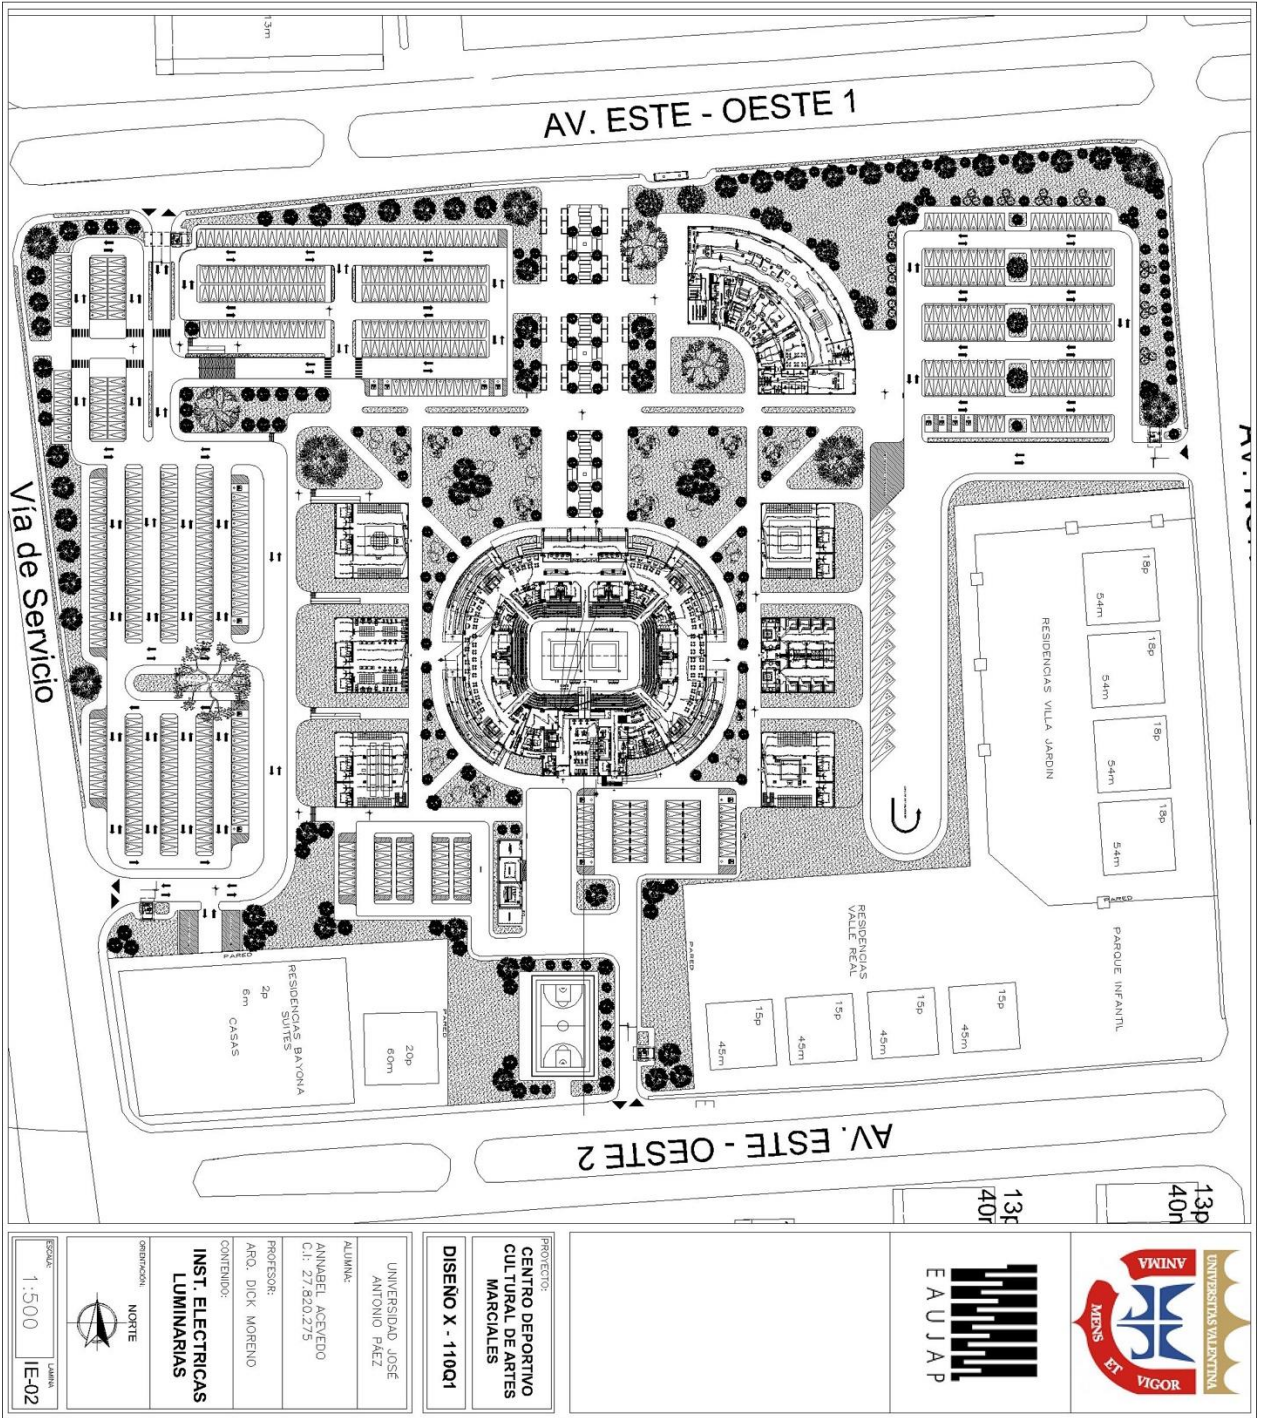 13m
AV. ESTE - OESTE 1
Vía de Servicio
18p
54m
18p
54m
18p
54m
18p
54m
RESIDENCIAS VILLA JARDIN
PARED
PARQUE INFANTIL
RESIDENCIAS
VALLE REAL
PARED
15p
45m
15p
45m
15p
45m
15p
45m
PARED
RESIDENCIAS BAYONA
SUITES
2p
6m
CASAS
PARED
20p
60m
AV. ESTE - OESTE 2
13p
13p
UNIVERSITAS VALENTINA
ANIMA
MENS ET VIGOR
EAUJAP
PROYECTO:
CENTRO DEPORTIVO
CULTURAL DE ARTES
MARCIALES
DISEÑO X - 110Q1
UNIVERSIDAD JOSÉ
ANTONIO PÁEZ
ALUMNA:
ANNABEL ACEVEDO
C.I: 27.820.275
PROFESOR:
ARQ. DICK MORENO
CONTENIDO:
INST. ELECTRICAS
LUMINARIAS
ORIENTACIÓN:
NORTE
ESCALA:
1:500
LAMINA
IE-02